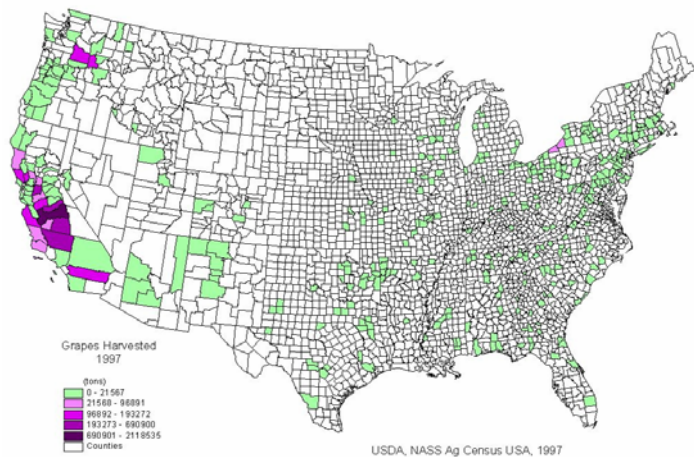 Grapes Harvested
1997
(tons)
0 - 21567
21568 - 96891
96892 - 193272
193273 - 690900
690901 - 2118535
Counties
USDA, NASS Ag Census USA, 1997